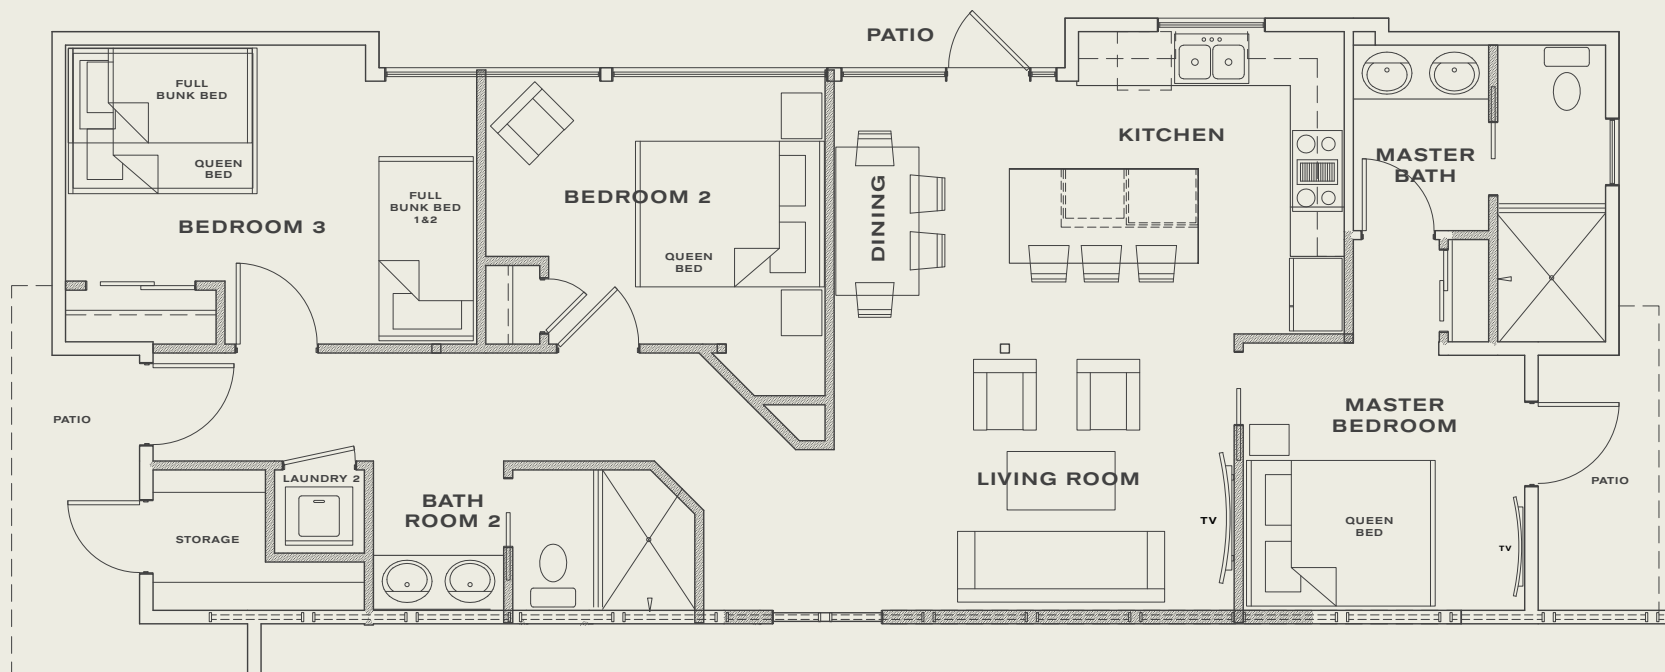 PATIO
FULL
BUNK BED
QUEEN
BED
BEDROOM 3
FULL
BUNK BED
1&2
BEDROOM 2
QUEEN
BED
DINING
KITCHEN
MASTER
BATH
PATIO
LAUNDRY 2
STORAGE
BATH
ROOM 2
LIVING ROOM
TV
MASTER
BEDROOM
QUEEN
BED
TV
PATIO